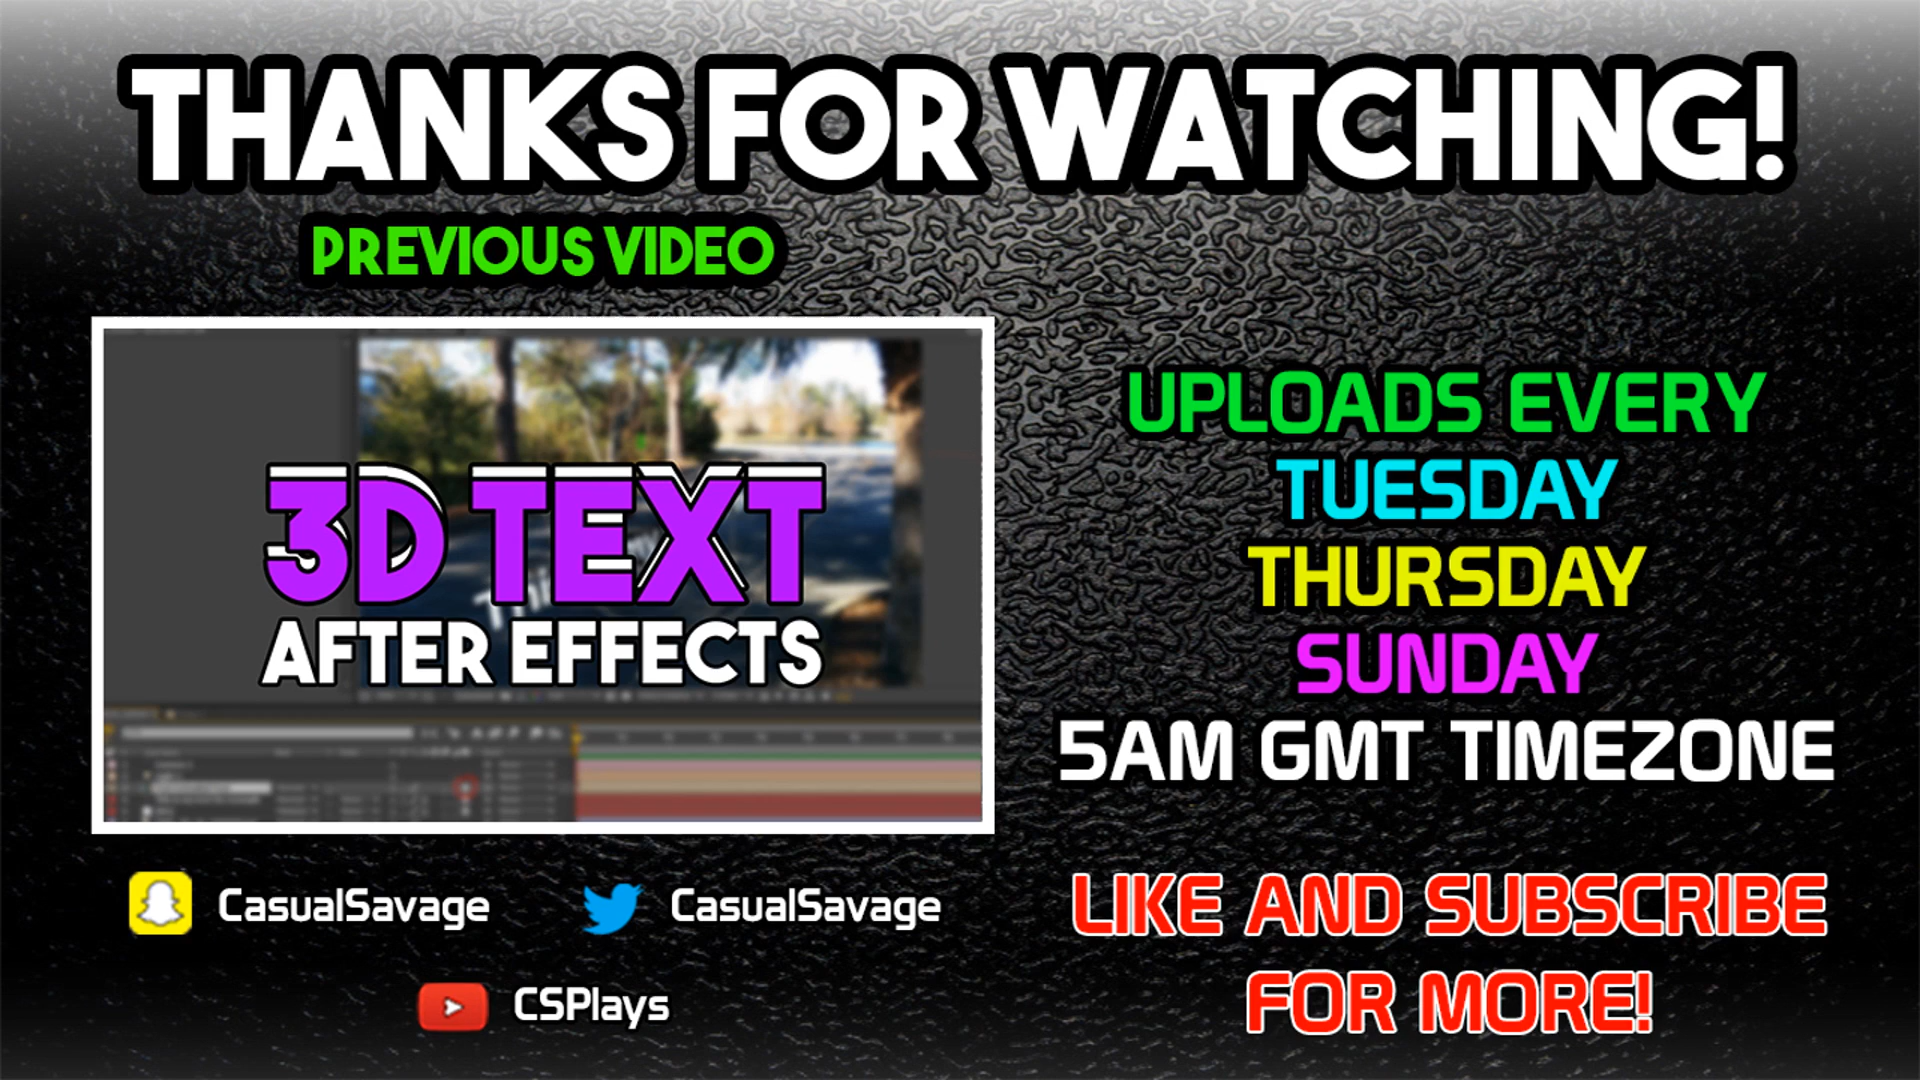 THANKS FOR WATCHING!
PREVIOUS VIDEO
3D TEXT
AFTER EFFECTS
UPLOADS EVERY
TUESDAY
THURSDAY
SUNDAY
5AM GMT TIMEZONE
CasualSavage
CasualSavage
CSPlays
LIKE AND SUBSCRIBE
FOR MORE!